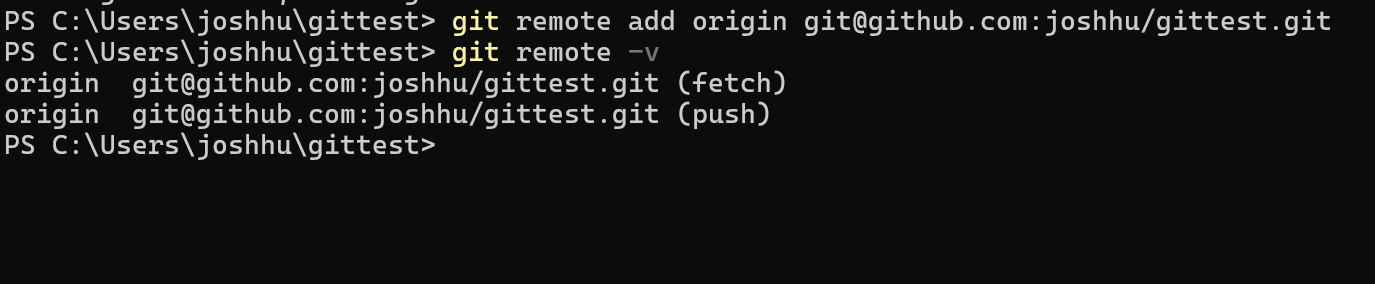 PS C:\Users\joshhu\gittest> git remote add origin git@github.com:joshhu/gittest.git
PS C:\Users\joshhu\gittest> git remote -v
origin  git@github.com:joshhu/gittest.git (fetch)
origin  git@github.com:joshhu/gittest.git (push)
PS C:\Users\joshhu\gittest>